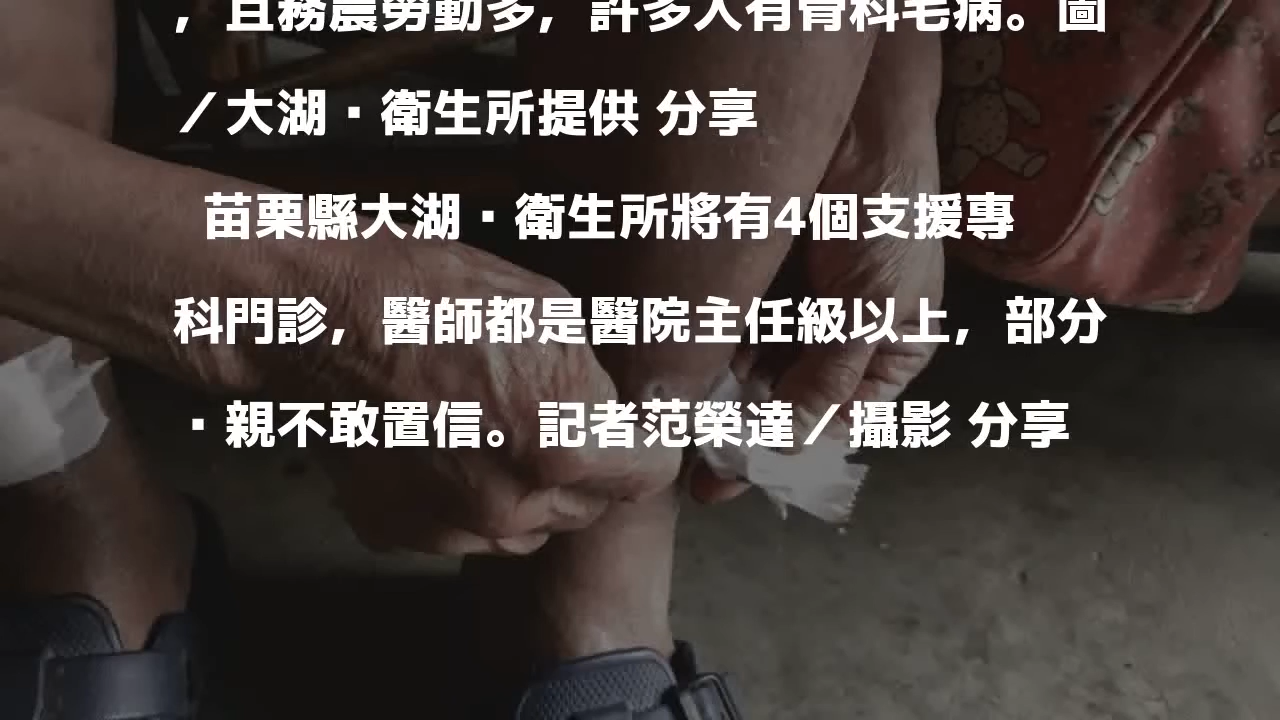 ，且務農勞動多，許多人有骨科毛病。圖
／大湖▪衛生所提供 分享
苗栗縣大湖▪衛生所將有4個支援專
科門診，醫師都是醫院主任級以上，部分
▪親不敢置信。記者范榮達／攝影 分享